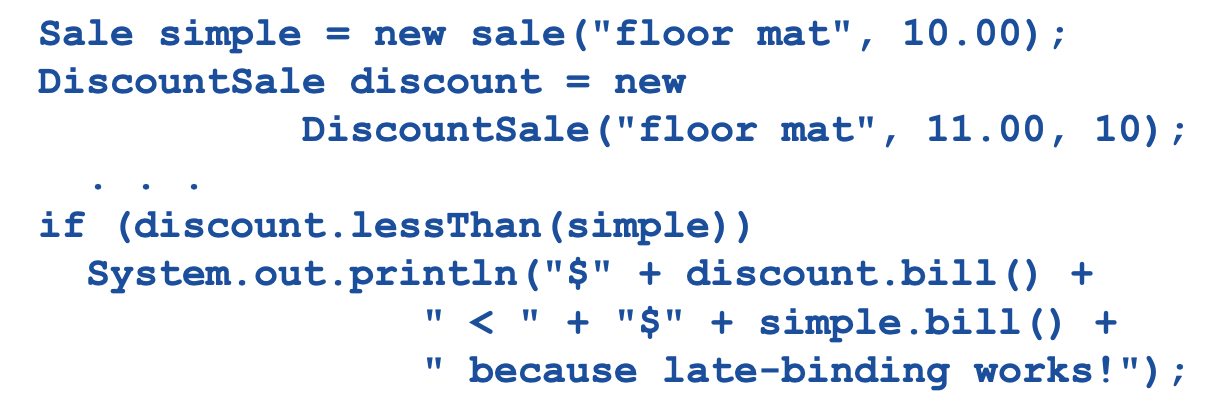 Sale simple = new sale("floor mat", 10.00);
DiscountSale discount = new
DiscountSale("floor mat", 11.00, 10);
. . .
if (discount.lessThan(simple))
System.out.println("$" + discount.bill() +
" < " + "$" + simple.bill() +
" because late-binding works!");